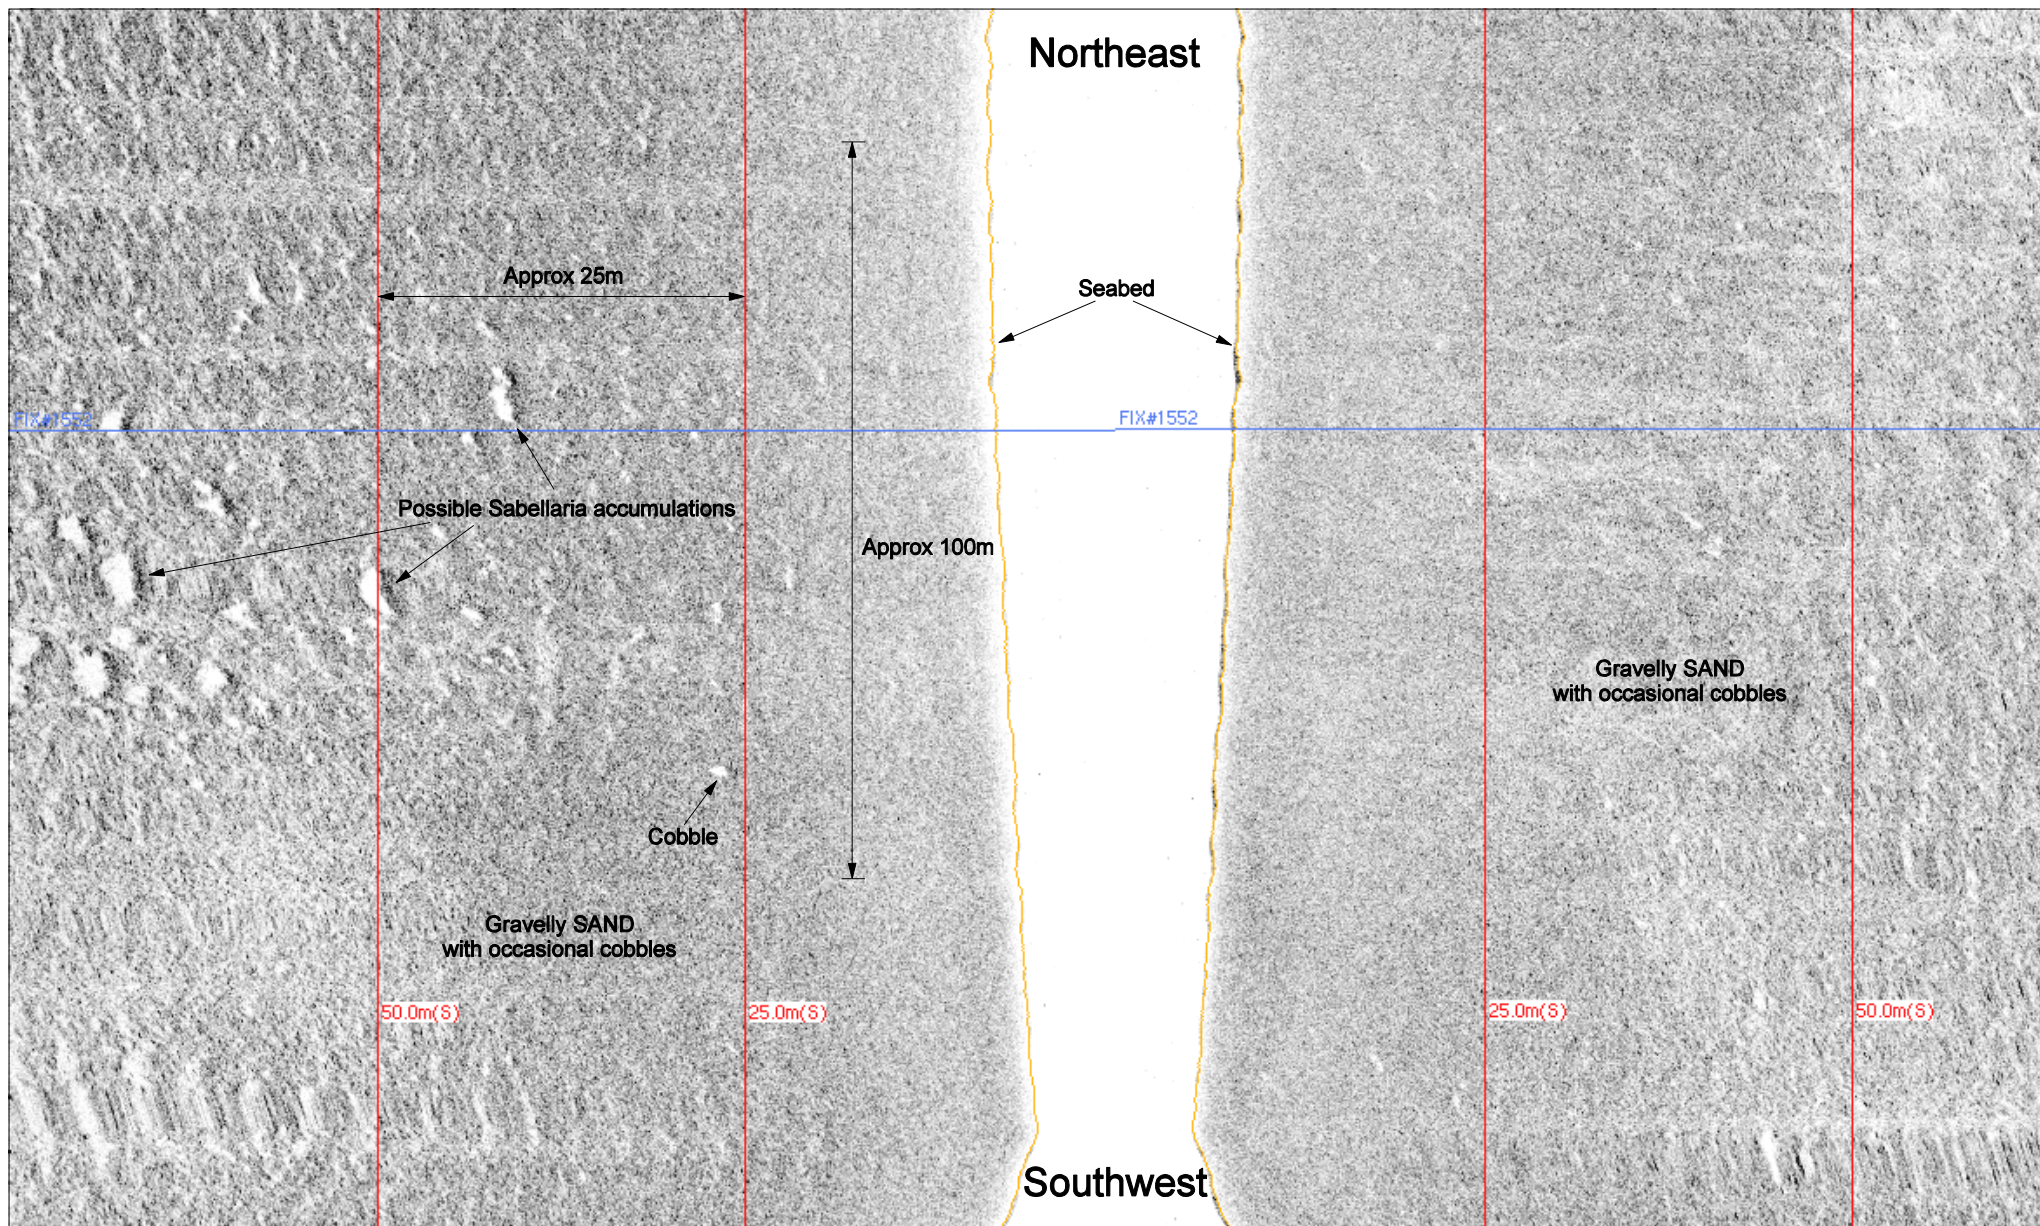 Northeast
Approx 25m
Seabed
FIX#1552
FIX#1552
Possible Sabellaria accumulations
Approx 100m
Gravelly SAND
with occasional cobbles
Cobble
Gravelly SAND
with occasional cobbles
50.0m(S)
25.0m(S)
25.0m(S)
50.0m(S)
Southwest